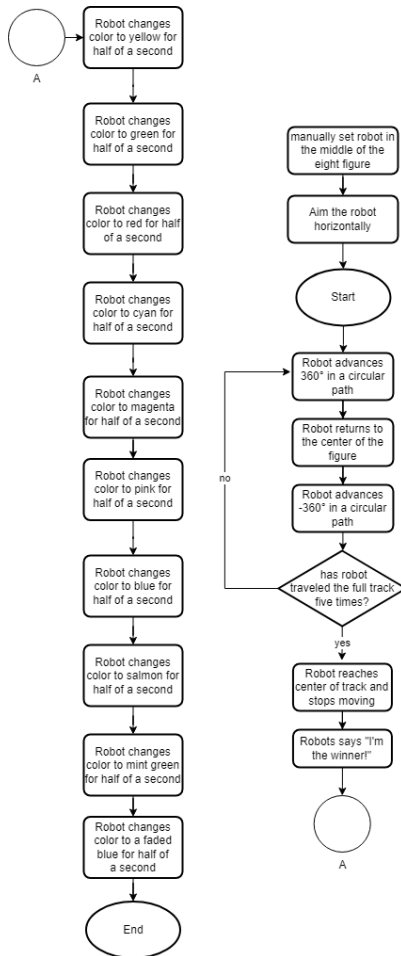 A
Robot changes
color to yellow for
half of a second
Robot changes
color to green for
half of a second
Robot changes
color to red for half
of a second
Robot changes
color to cyan for
half of a second
Robot changes
color to magenta
for half of a second
Robot changes
color to pink for
half of a second
Robot changes
color to blue for
half of a second
Robot changes
color to salmon for
half of a second
Robot changes
color to mint green
for half of a second
Robot changes
color to a faded
blue for half of
a second
End
manually set robot in
the middle of the
eight figure
Aim the robot
horizontally
Start
Robot advances
360° in a circular
path
Robot returns to
the center of the
figure
Robot advances
-360° in a circular
path
no
has robot
traveled the full track
five times?
yes
Robot reaches
center of track and
stops moving
Robots says "I'm
the winner!"
A